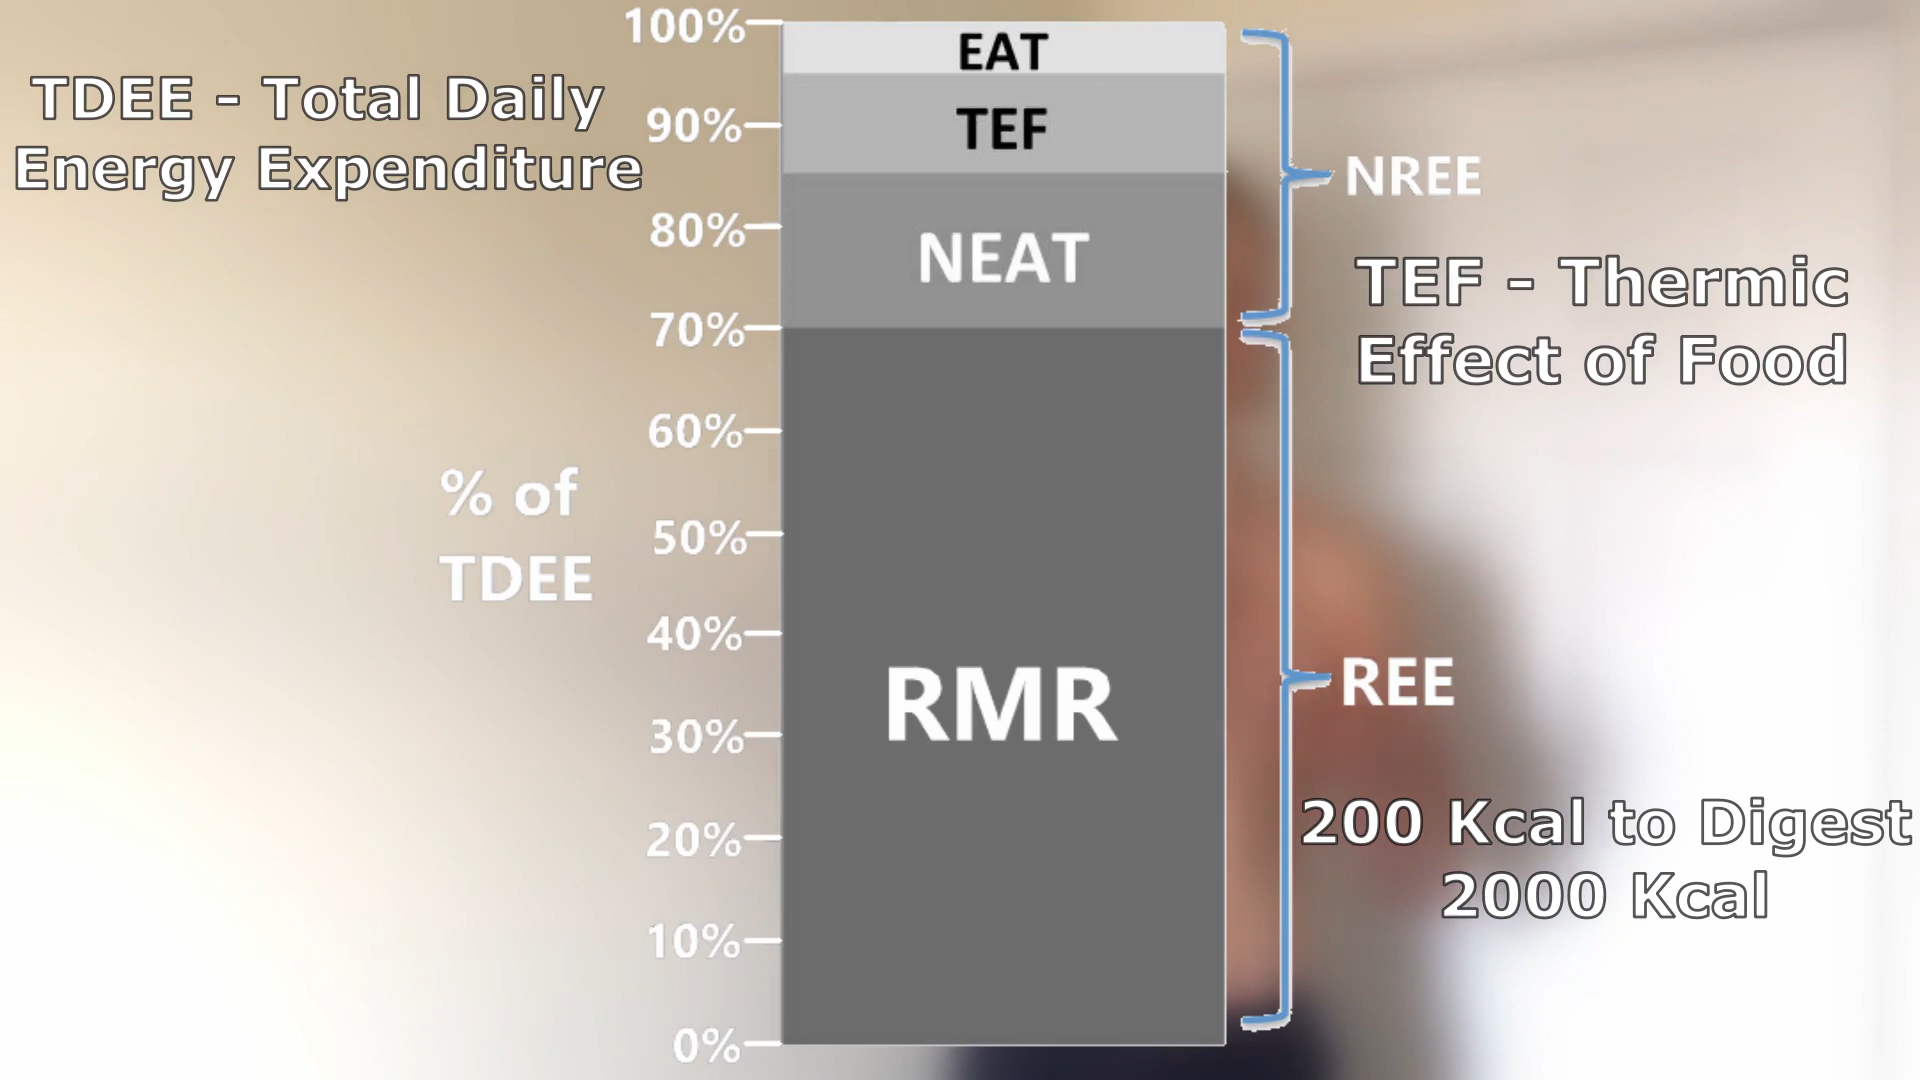 TDEE - Total Daily
Energy Expenditure
% of
TDEE
100%
90%
80%
70%
60%
50%
40%
30%
20%
10%
0%
EAT
TEF
NEAT
RMR
NREE
TEF - Thermic
Effect of Food
REE
200 Kcal to Digest
2000 Kcal